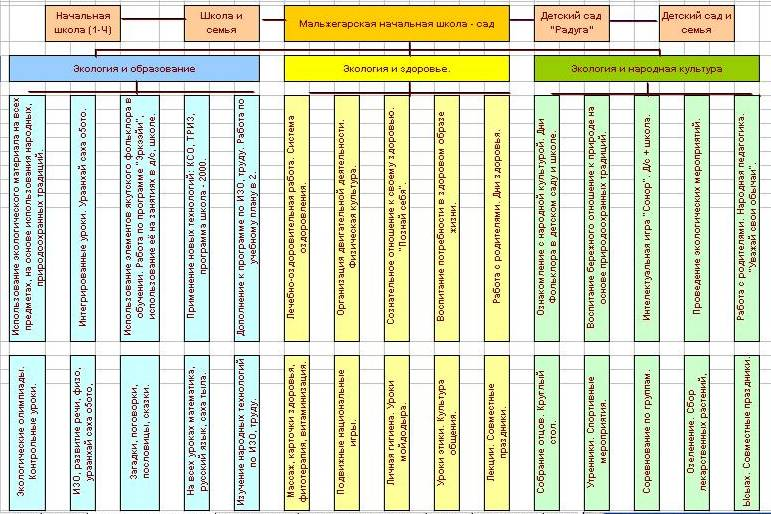 Начальная
школа (1-Ч)
Школа и
семья
Мальжегарская начальная школа - сад
Детский сад
"Радуга"
Детский сад и
семья
Экология и образование
Экология и здоровье.
Экология и народная культура
Использование экологического материала на всех
предметах, на основе использования народных,
природоохранных традиций.
Интегрированные уроки. Уранхай саха обото.
Использование элементов якутского фольклора в
обучении. Работа по программе "Эркээйи",
использование её на занятиях в д/о, школе.
Применение новых технологий: КСО, ТРИЗ,
программа школа - 2000.
Дополнение к программе по ИЗО, труду. Работа по
учебному плану в 2.
Лечебно-оздоровительная работа. Система
оздоровления.
Организация двигательной деятельности.
Физическая культура.
Сознательное отношение к своему здоровью.
"Познай себя".
Воспитание потребности в здоровом образе
жизни.
Работа с родителями. Дни здоровья.
Ознакомление с народной культурой. Дни
Фольклора в детском саду и школе.
Воспитание бережного отношение к природе на
основе природоохранных традиций.
Интелектуальная игра "Сонор", Д/о + школа.
Проведение экологических мероприятий.
Работа с родителями. Народная педагогика.
"Уважай свои обычаи".
Экологические олимпиады.
Контрольные уроки.
ИЗО, развитие речи, физо,
ураанхай саха обото.
Загадки, поговорки,
пословицы, сказки.
На всех уроках математика,
русский язык, саха тыла.
Изучение народных технологий
по ИЗО, труду.
Массаж, карточки здоровья,
фитотерапия, витаминизация.
Подвижные национальные
игры.
Личная гигиена. Уроки
мойдодыра.
Уроки этики. Культура
общения.
Лекции. Совместные
праздники.
Собрание отцов. Круглый
стол.
Утренники. Спортивные
мероприятия.
Соревнование по группам.
Озеленение. Сбор
лекарственных растений,
Ысыах. Совместные праздники.